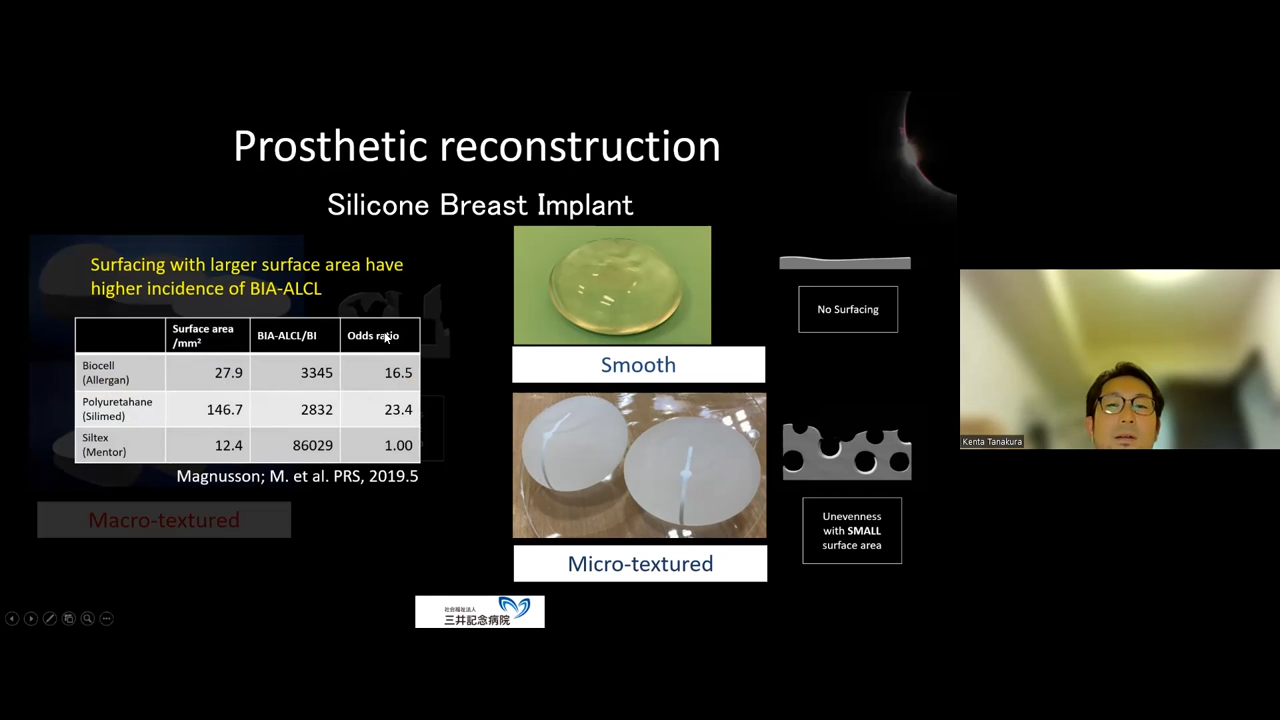 Prosthetic reconstruction
Silicone Breast Implant
Surfacing with larger surface area have
higher incidence of BIA-ALCL
Surface area
/mm²
BIA-ALCL/BI
Odds ratio
Biocell
(Allergan)
27.9
3345
16.5
Polyuretahane
(Silimed)
146.7
2832
23.4
Siltex
(Mentor)
12.4
86029
1.00
Magnusson; M. et al. PRS, 2019.5
Macro-textured
Smooth
No Surfacing
Micro-textured
Unevenness
with SMALL
surface area
社会福祉法人
三井記念病院
Kenta Tanakura